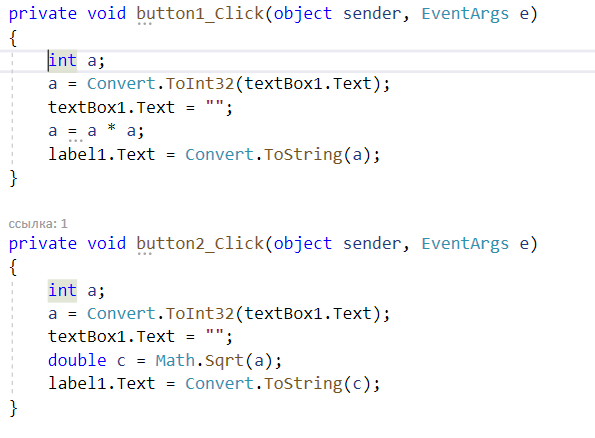 private void button1_Click(object sender, EventArgs e)
{
    int a;
    a = Convert.ToInt32(textBox1.Text);
    textBox1.Text = "";
    a = a * a;
    label1.Text = Convert.ToString(a);
}
ссылка: 1
private void button2_Click(object sender, EventArgs e)
{
    int a;
    a = Convert.ToInt32(textBox1.Text);
    textBox1.Text = "";
    double c = Math.Sqrt(a);
    label1.Text = Convert.ToString(c);
}